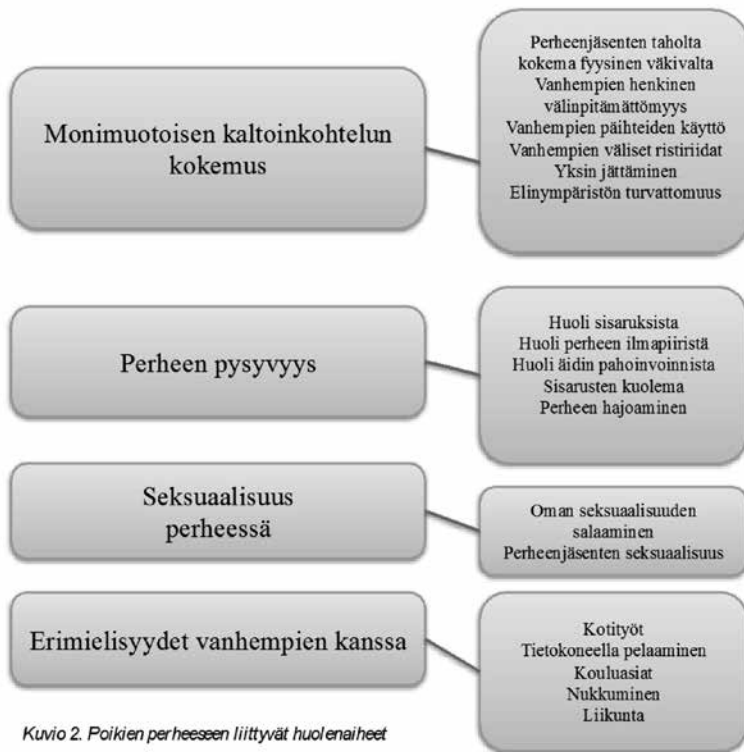 Monimuotoisen kaltoinkohtelun
kokemus
Perheenjäsenten taholta
kokema fyysinen väkivalta
Vanhempien henkinen
välinpitämättömyys
Vanhempien päihteiden käyttö
Vanhempien väliset ristiriidat
Yksin jättäminen
Elinympäristön turvattomuus
Perheen pysyvyys
Huoli sisaruksista
Huoli perheen ilmapiiristä
Huoli äidin pahoinvoinnista
Sisarusten kuolema
Perheen hajoaminen
Seksuaalisuus
perheessä
Oman seksuaalisuuden
salaaminen
Perheenjäsenten seksuaalisuus
Erimielisyydet vanhempien kanssa
Kotityöt
Tietokoneella pelaaminen
Kouluasiat
Nukkuminen
Liikunta
Kuvio 2. Poikien perheeseen liittyvät huolenaiheet